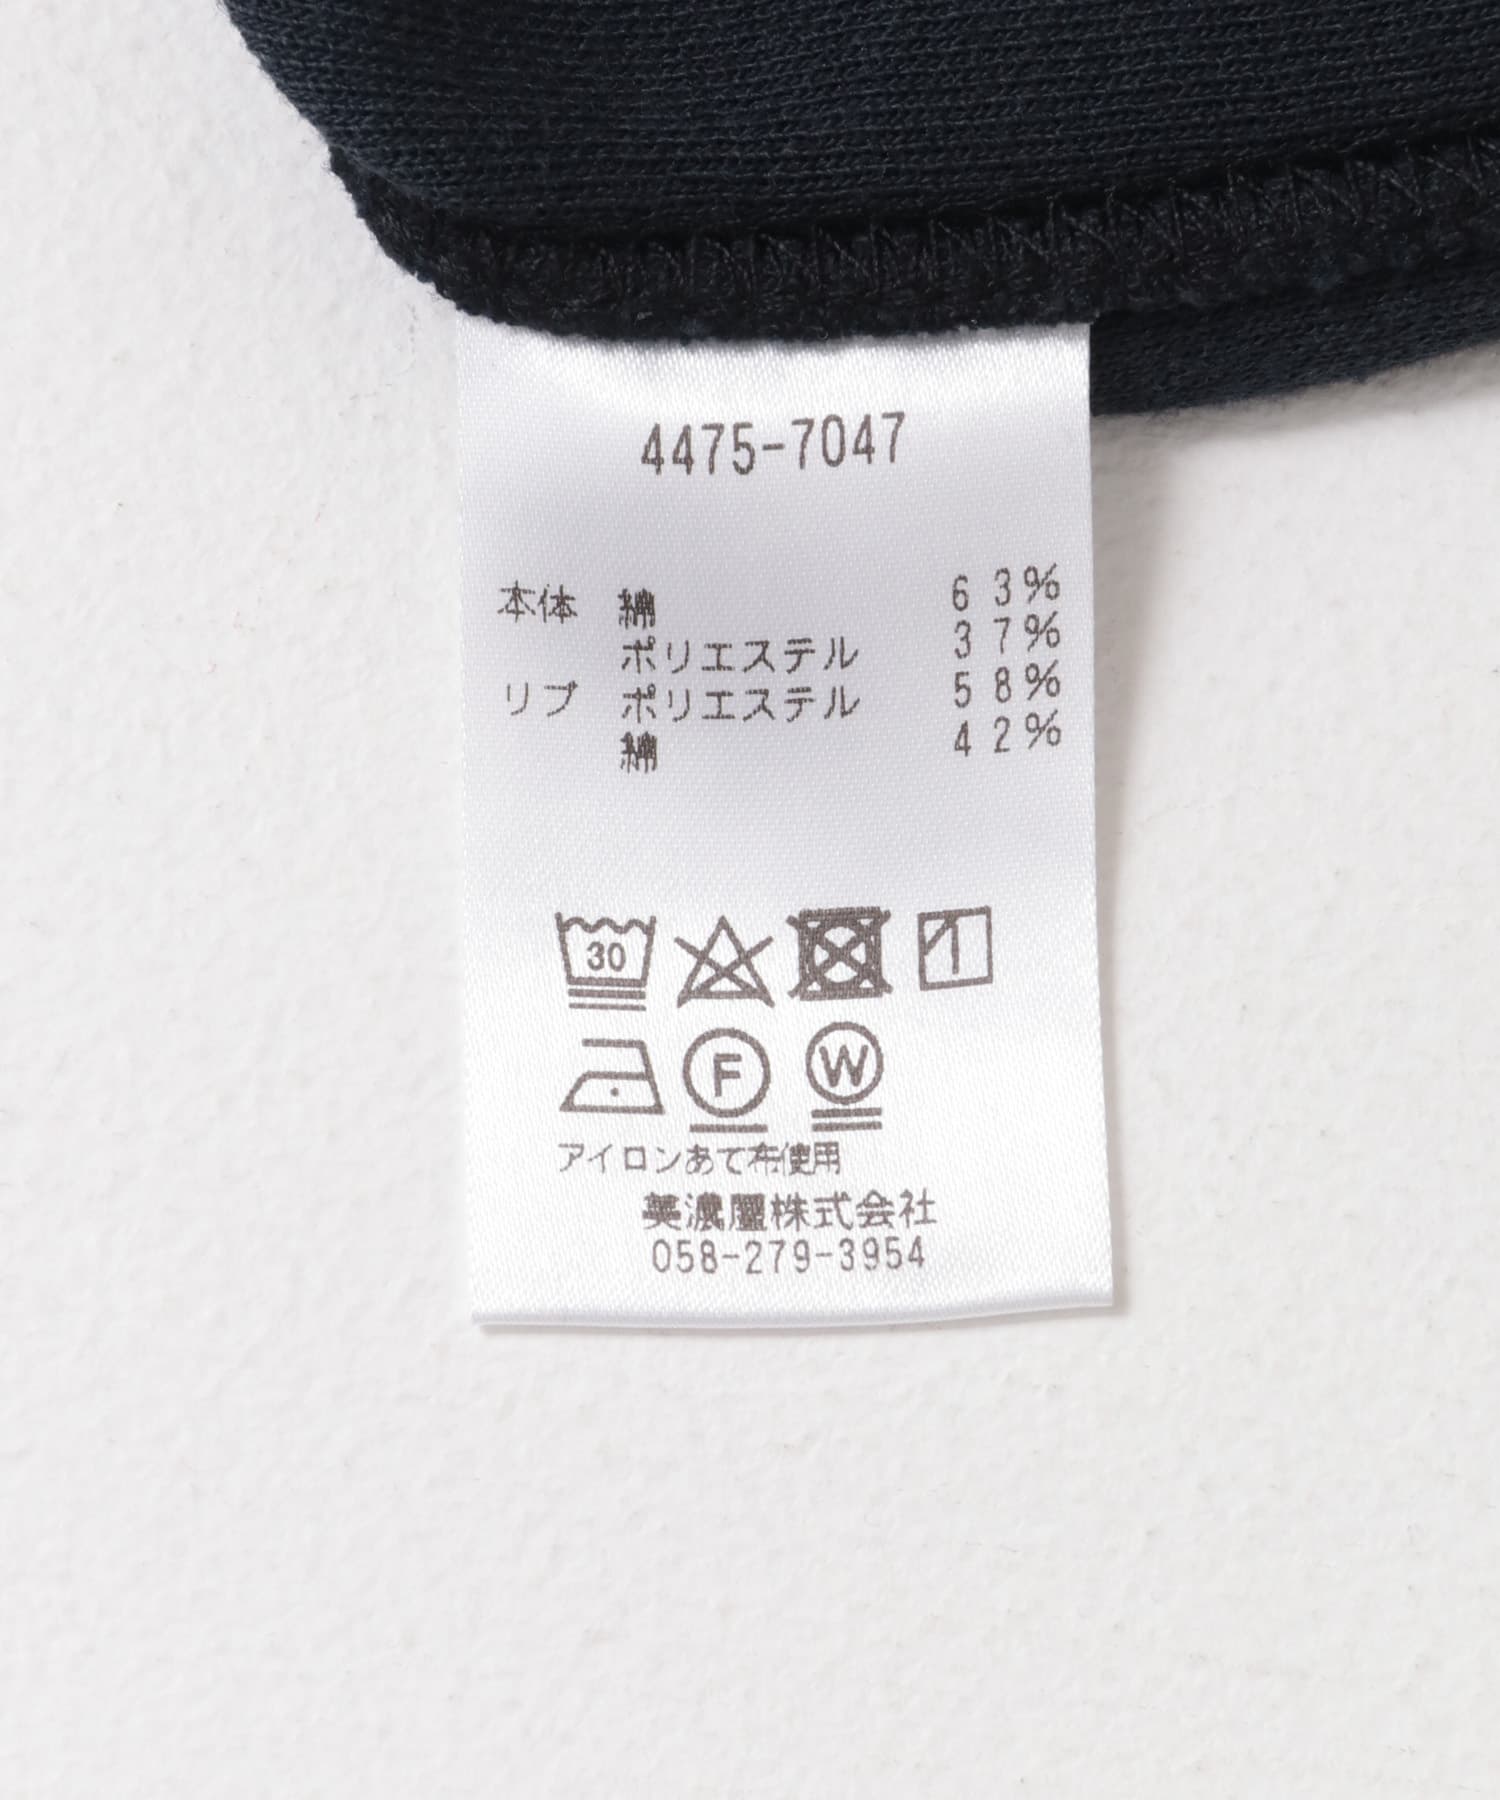 4475-7047
本体 綿 63%
ポリエステル 37%
リブ ポリエステル 58%
綿 42%
30
F W
アイロンあて布使用
美濃屋株式会社
058-279-3954